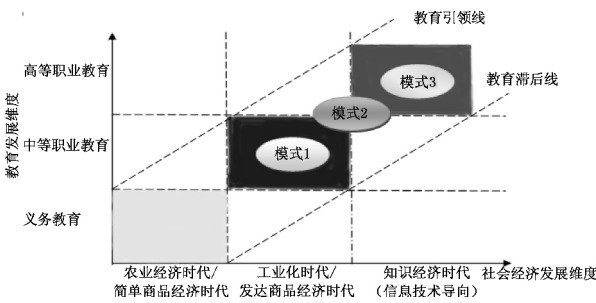 教育引领线
高等职业教育
模式3
教育滞后线
模式2
教育发展维度
中等职业教育
模式1
义务教育
农业经济时代/
简单商品经济时代
工业化时代/
发达商品经济时代
知识经济时代
（信息技术导向）
社会经济发展维度